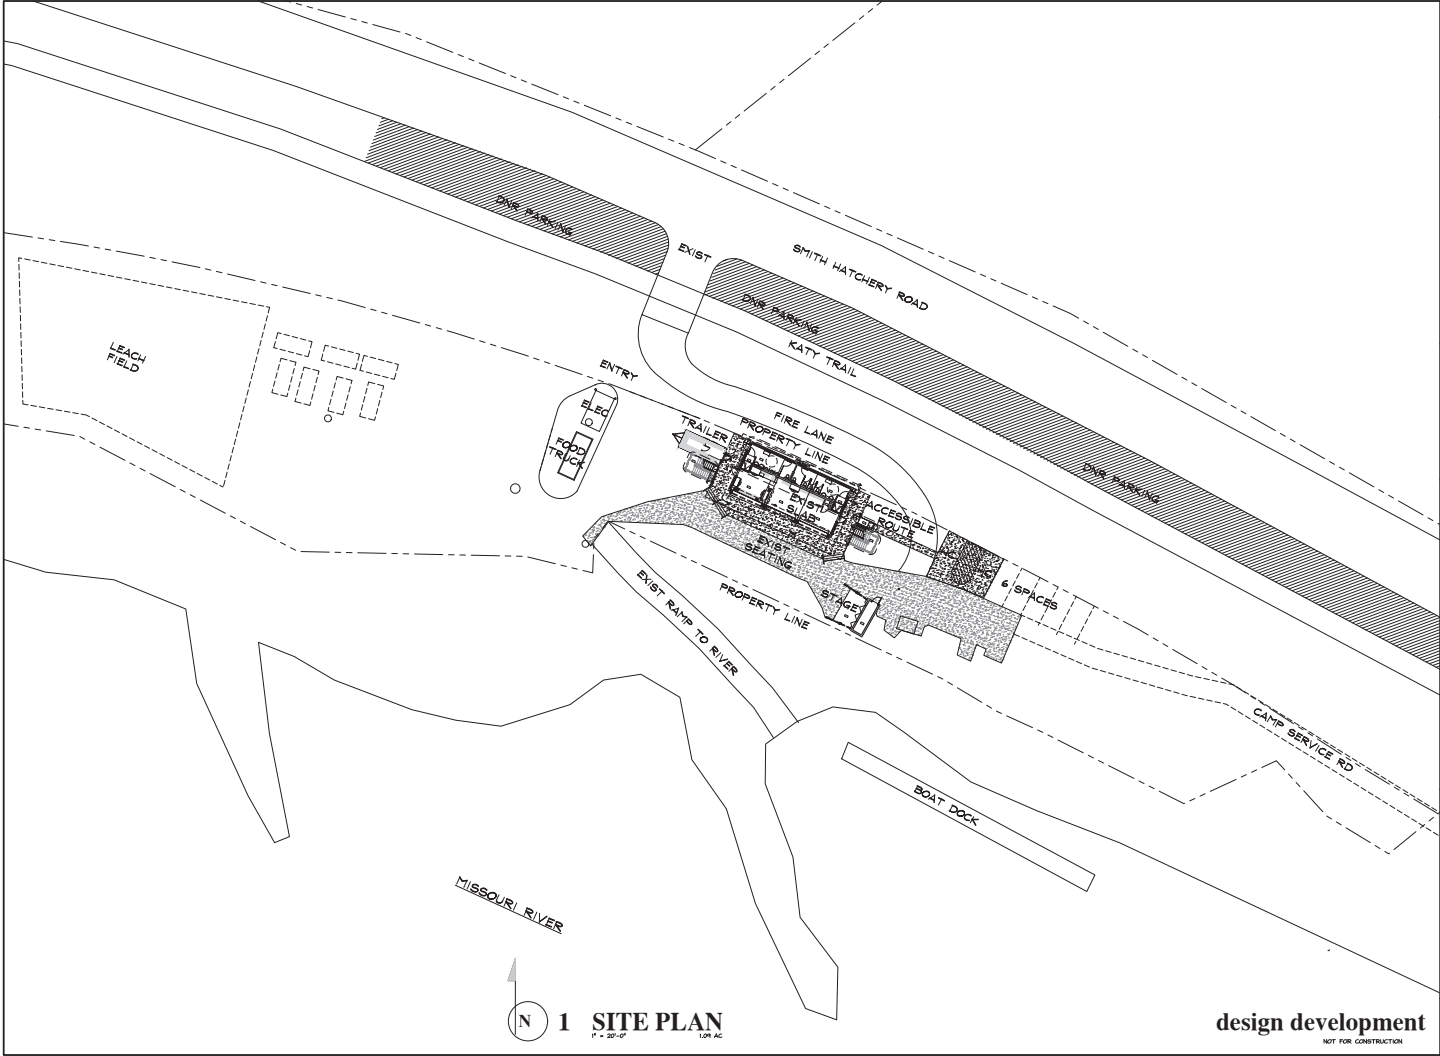 DNR PARKING
EXIST
SMITH HATCHERY ROAD
DNR PARKING
KATY TRAIL
LEACH
FIELD
ENTRY
ELEC
FOOD
TRUCK
TRAILER
FIRE LANE
PROPERTY LINE
EXIST
SLAB
ACCESSIBLE
ROUTE
DNR PARKING
EXIST
SEATING
STAGE
6 SPACES
PROPERTY LINE
EXIST RAMP TO RIVER
CAMP SERVICE RD
BOAT DOCK
MISSOURI RIVER
N
1 SITE PLAN
1" = 20'-0" 1.09 AC
design development
NOT FOR CONSTRUCTION